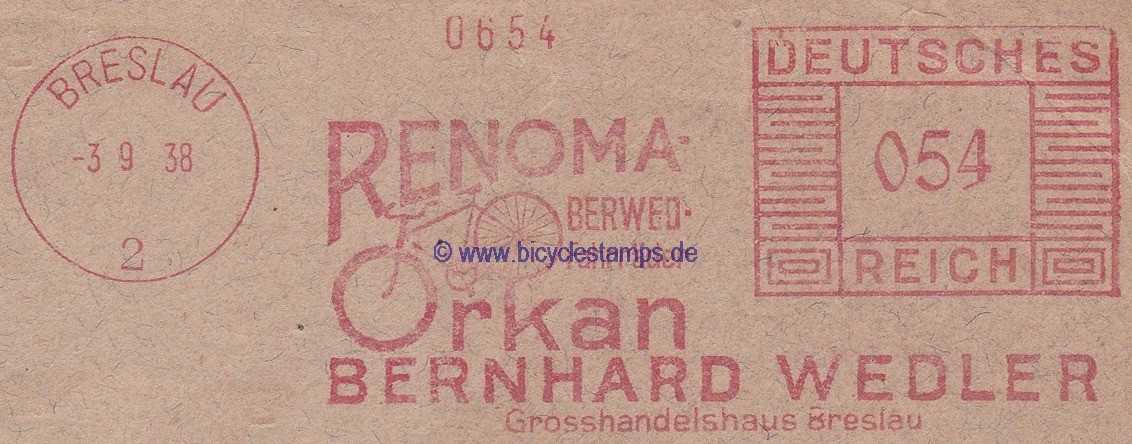 0654
BRESLAU
-3 9 38
2
RENOMA-
BERWED-
© www.bicyclestamps.de
Orkan
BERNHARD WEDLER
Grosshandelshaus Breslau
DEUTSCHES
054
REICH